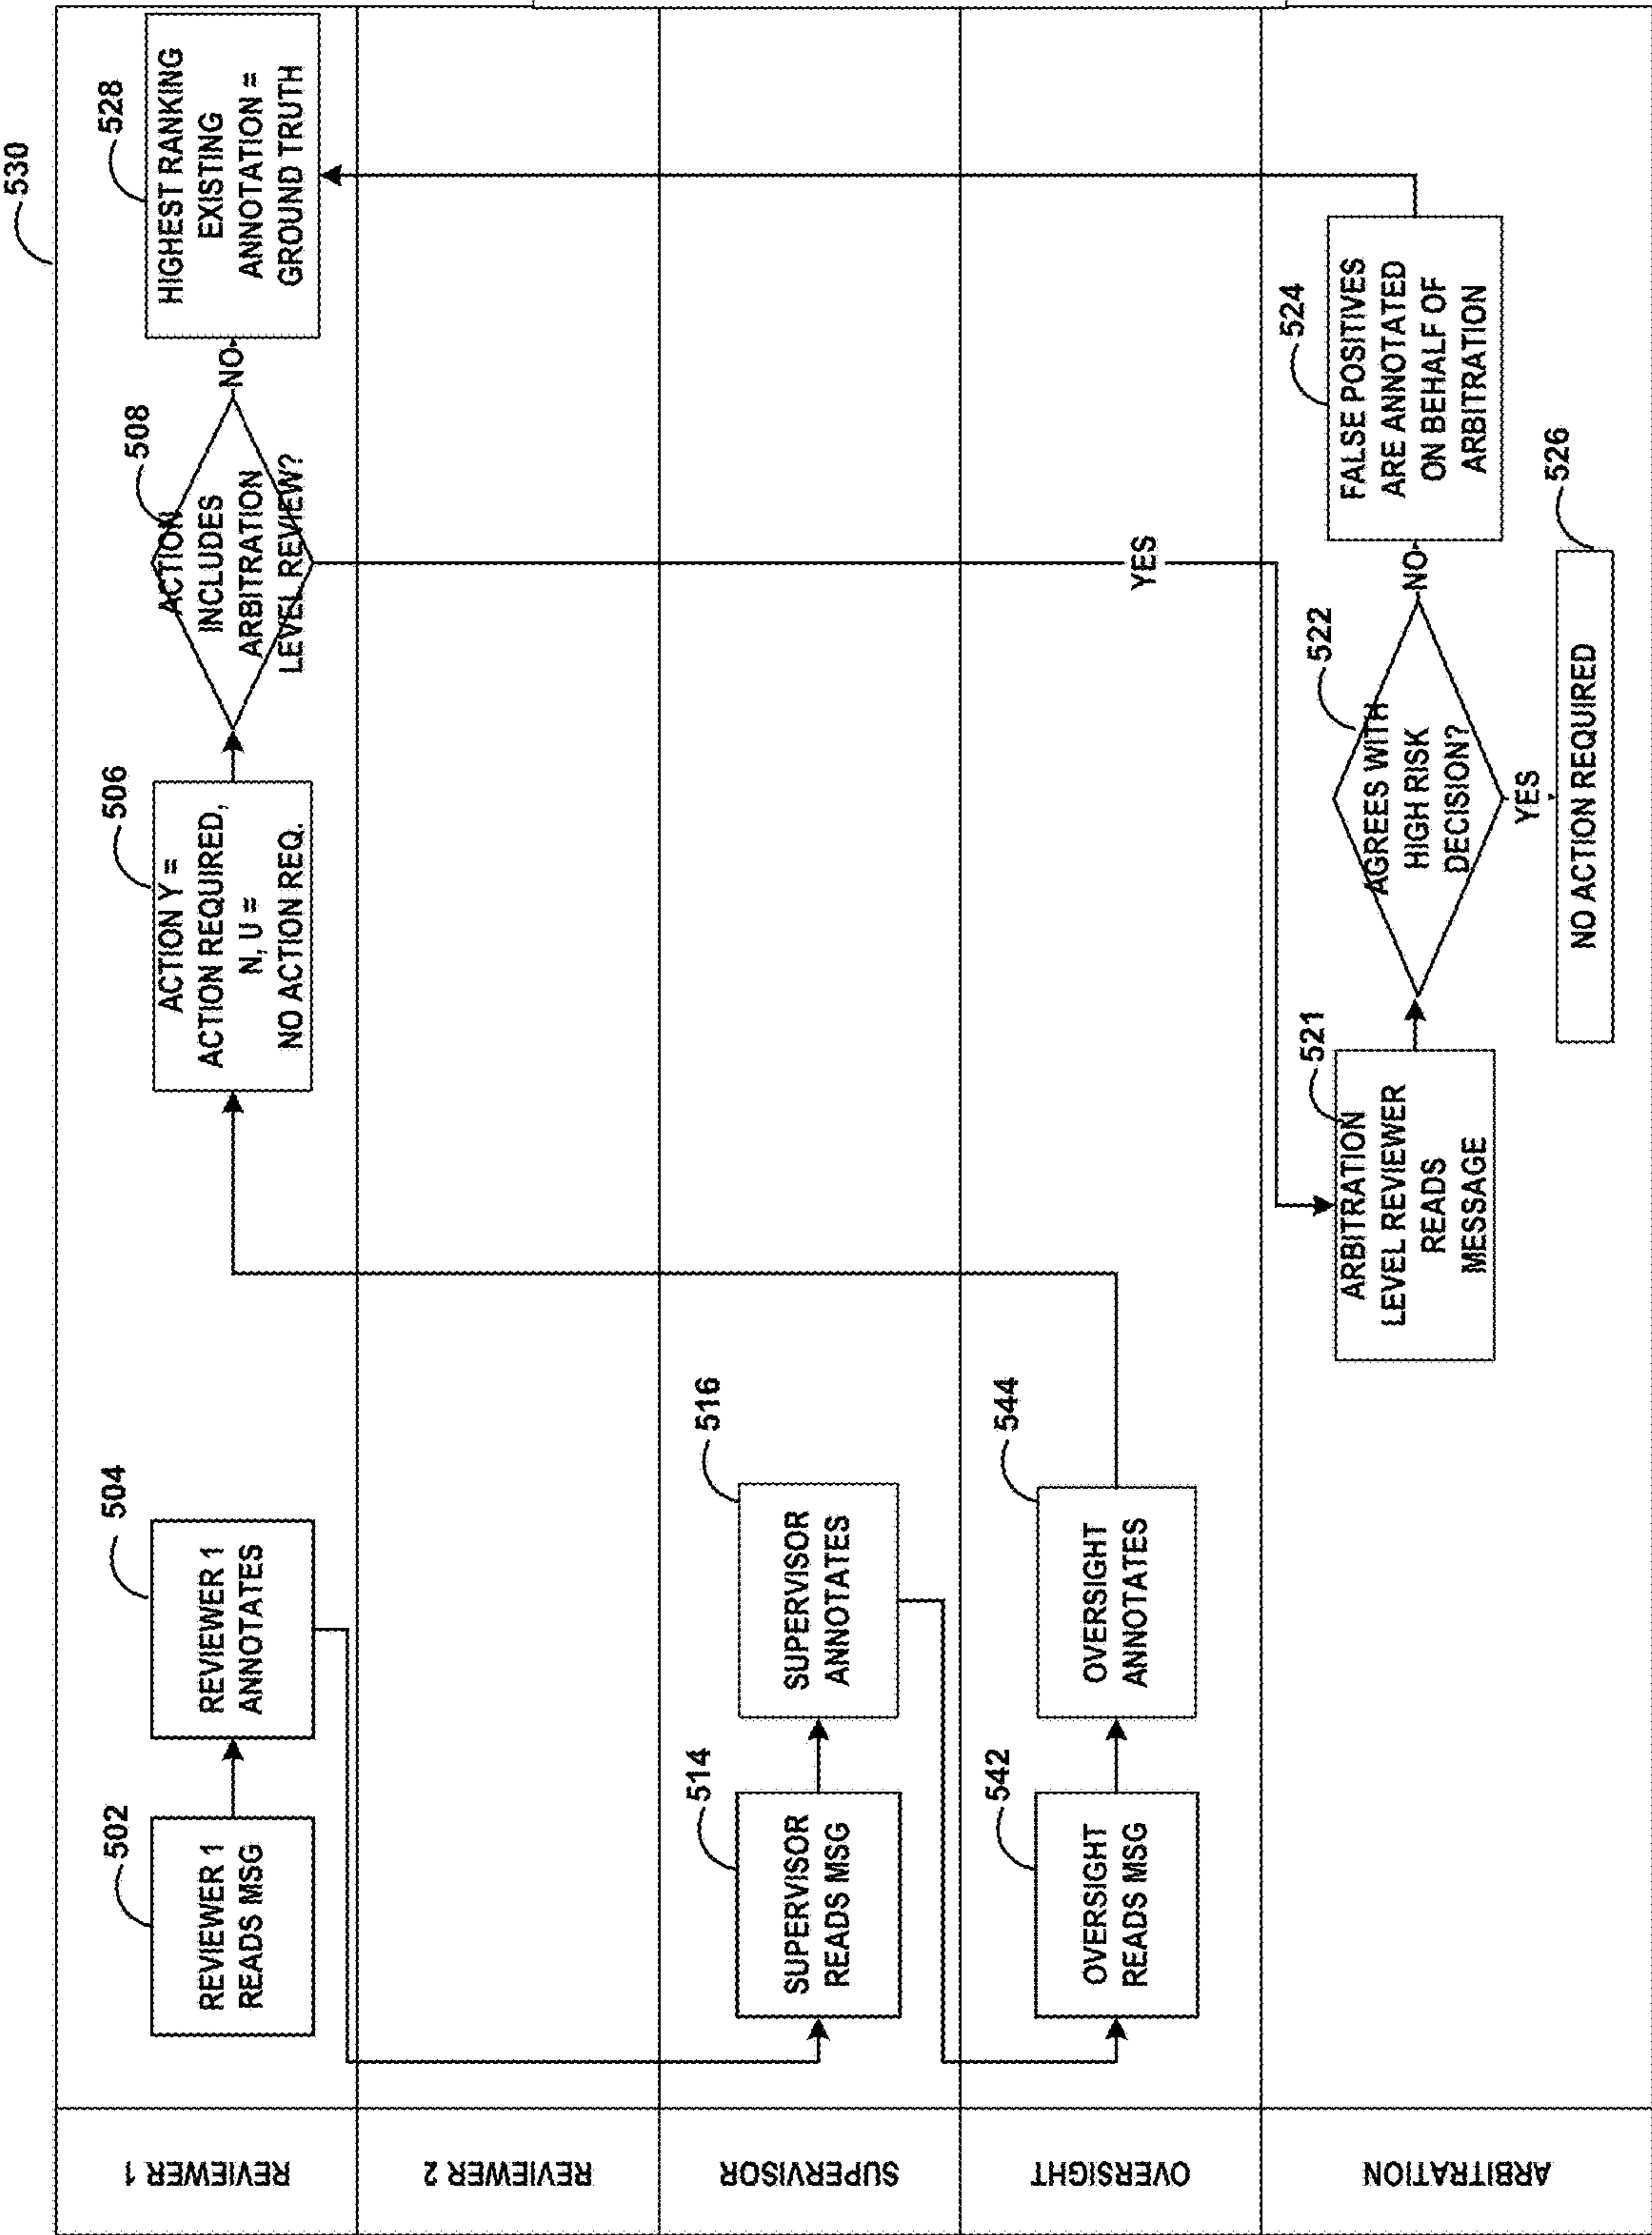 530
REVIEWER 1
502
REVIEWER 1
READS MSG
504
REVIEWER 1
ANNOTATES
506
ACTION Y =
ACTION REQUIRED,
N, U =
NO ACTION REQ.
508
ACTION
INCLUDES
ARBITRATION
LEVEL REVIEW?
NO
528
HIGHEST RANKING
EXISTING
ANNOTATION =
GROUND TRUTH
REVIEWER 2
SUPERVISOR
514
SUPERVISOR
READS MSG
516
SUPERVISOR
ANNOTATES
OVERSIGHT
542
OVERSIGHT
READS MSG
544
OVERSIGHT
ANNOTATES
YES
ARBITRATION
521
ARBITRATION
LEVEL REVIEWER
READS
MESSAGE
522
AGREES WITH
HIGH RISK
DECISION?
NO
524
FALSE POSITIVES
ARE ANNOTATED
ON BEHALF OF
ARBITRATION
YES
526
NO ACTION REQUIRED